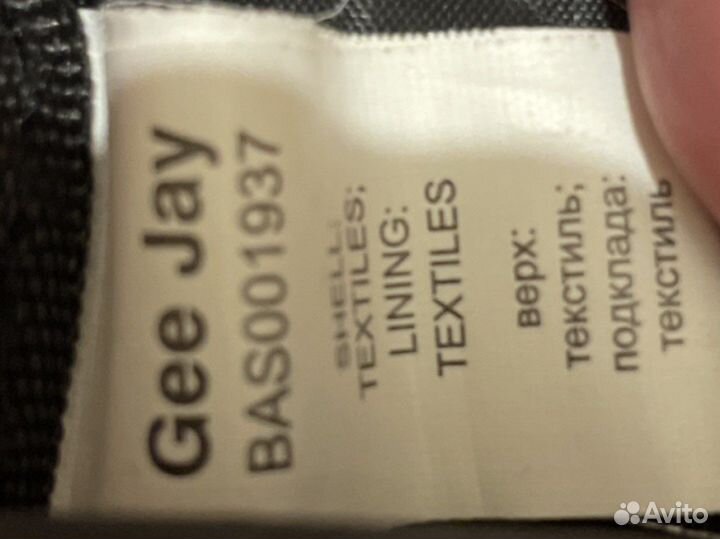 Gee Jay
BAS001937
SHELL:
TEXTILES;
LINING:
TEXTILES
верх:
текстиль;
подклада:
текстиль
Avito